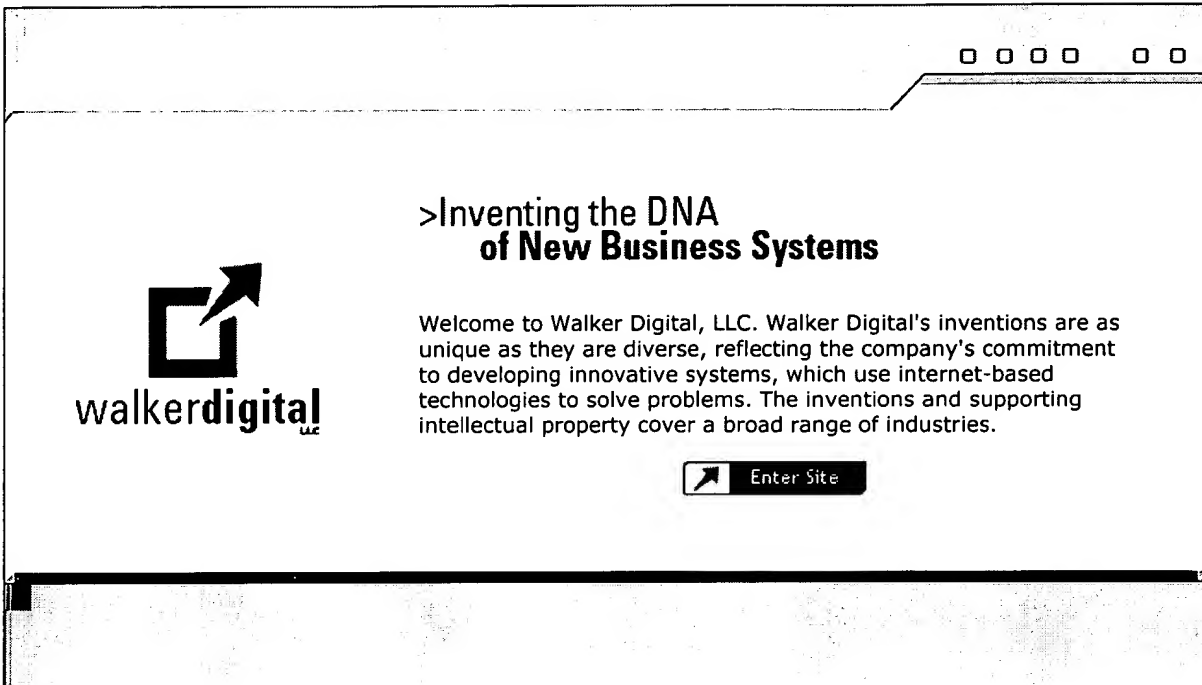 >Inventing the DNA
of New Business Systems
Welcome to Walker Digital, LLC. Walker Digital's inventions are as
unique as they are diverse, reflecting the company's commitment
to developing innovative systems, which use internet-based
technologies to solve problems. The inventions and supporting
intellectual property cover a broad range of industries.
walkerdigital
LLC
Enter Site